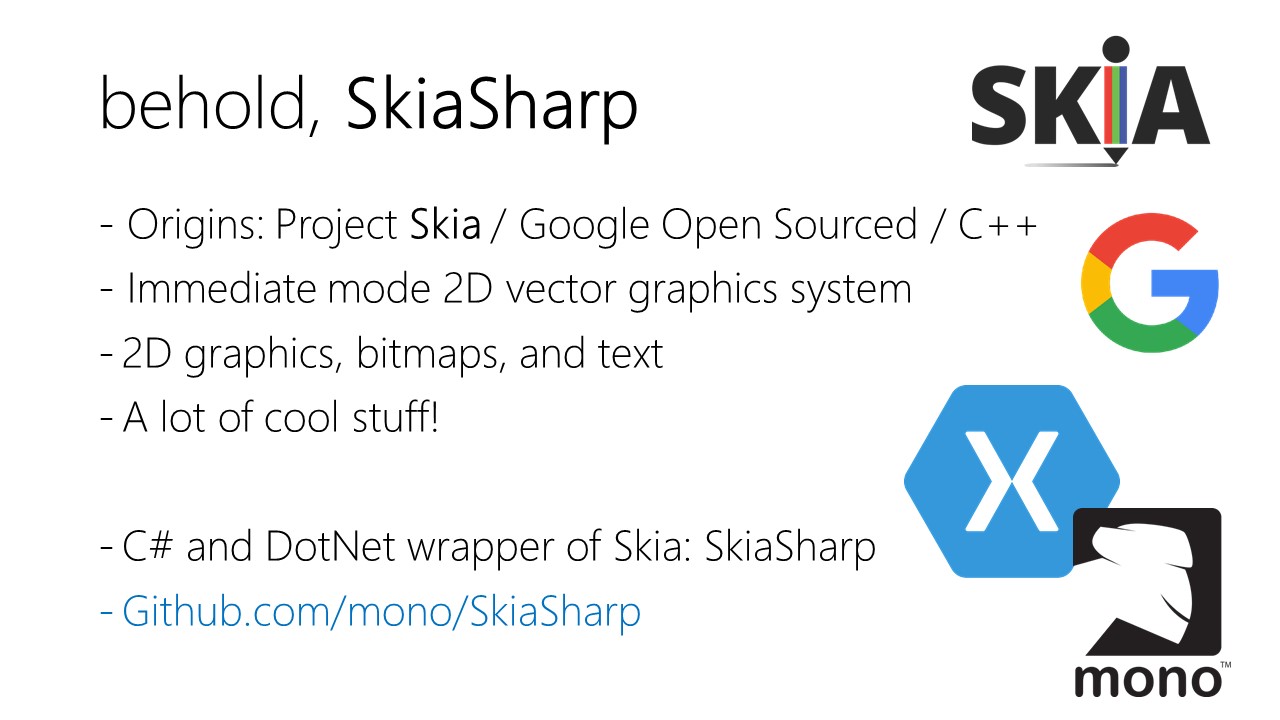 behold, SkiaSharp
SKiA
- Origins: Project Skia / Google Open Sourced / C++
G
- Immediate mode 2D vector graphics system
- 2D graphics, bitmaps, and text
- A lot of cool stuff!
X
- C# and DotNet wrapper of Skia: SkiaSharp
- Github.com/mono/SkiaSharp
mono™